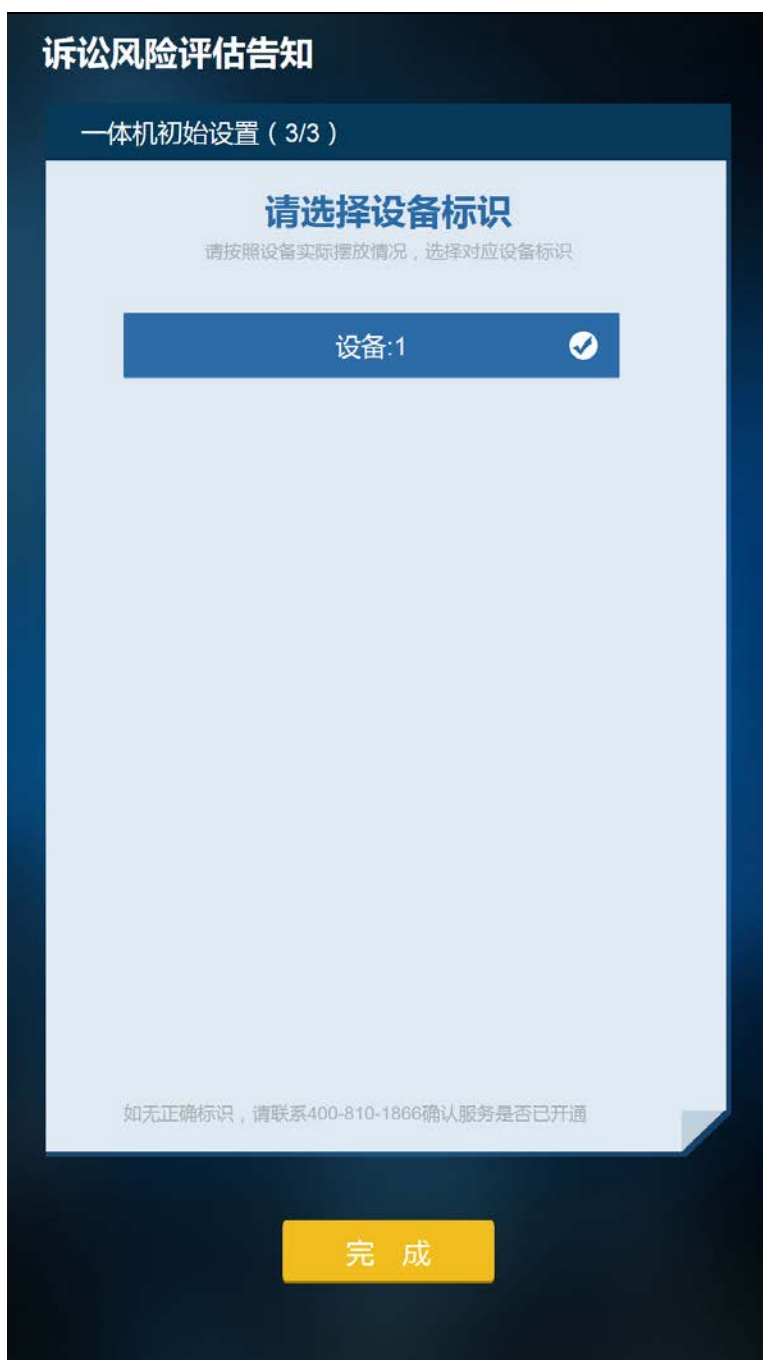 诉讼风险评估告知
一体机初始设置（3/3）
请选择设备标识
请按照设备实际摆放情况，选择对应设备标识
设备:1
如无正确标识，请联系400-810-1866确认服务是否已开通
完 成